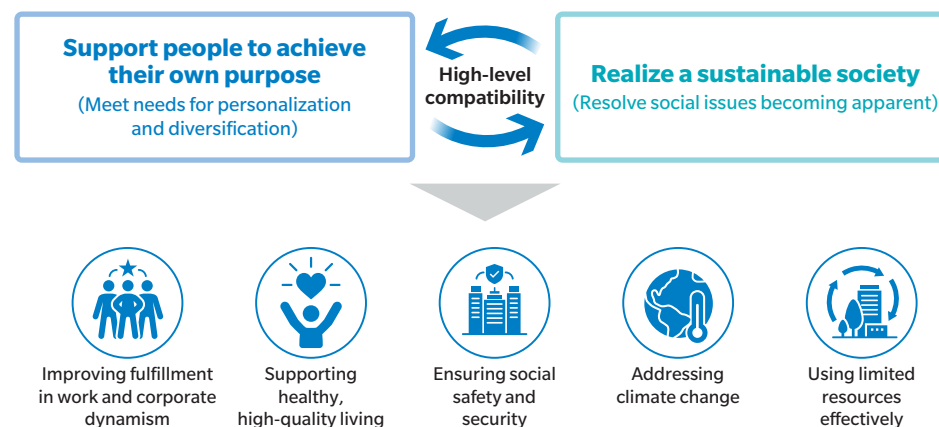 Support people to achieve
their own purpose
(Meet needs for personalization
and diversification)
High-level
compatibility
Realize a sustainable society
(Resolve social issues becoming apparent)
Improving fulfillment
in work and corporate
dynamism
Supporting
healthy,
high-quality living
Ensuring social
safety and
security
Addressing
climate change
Using limited
resources
effectively